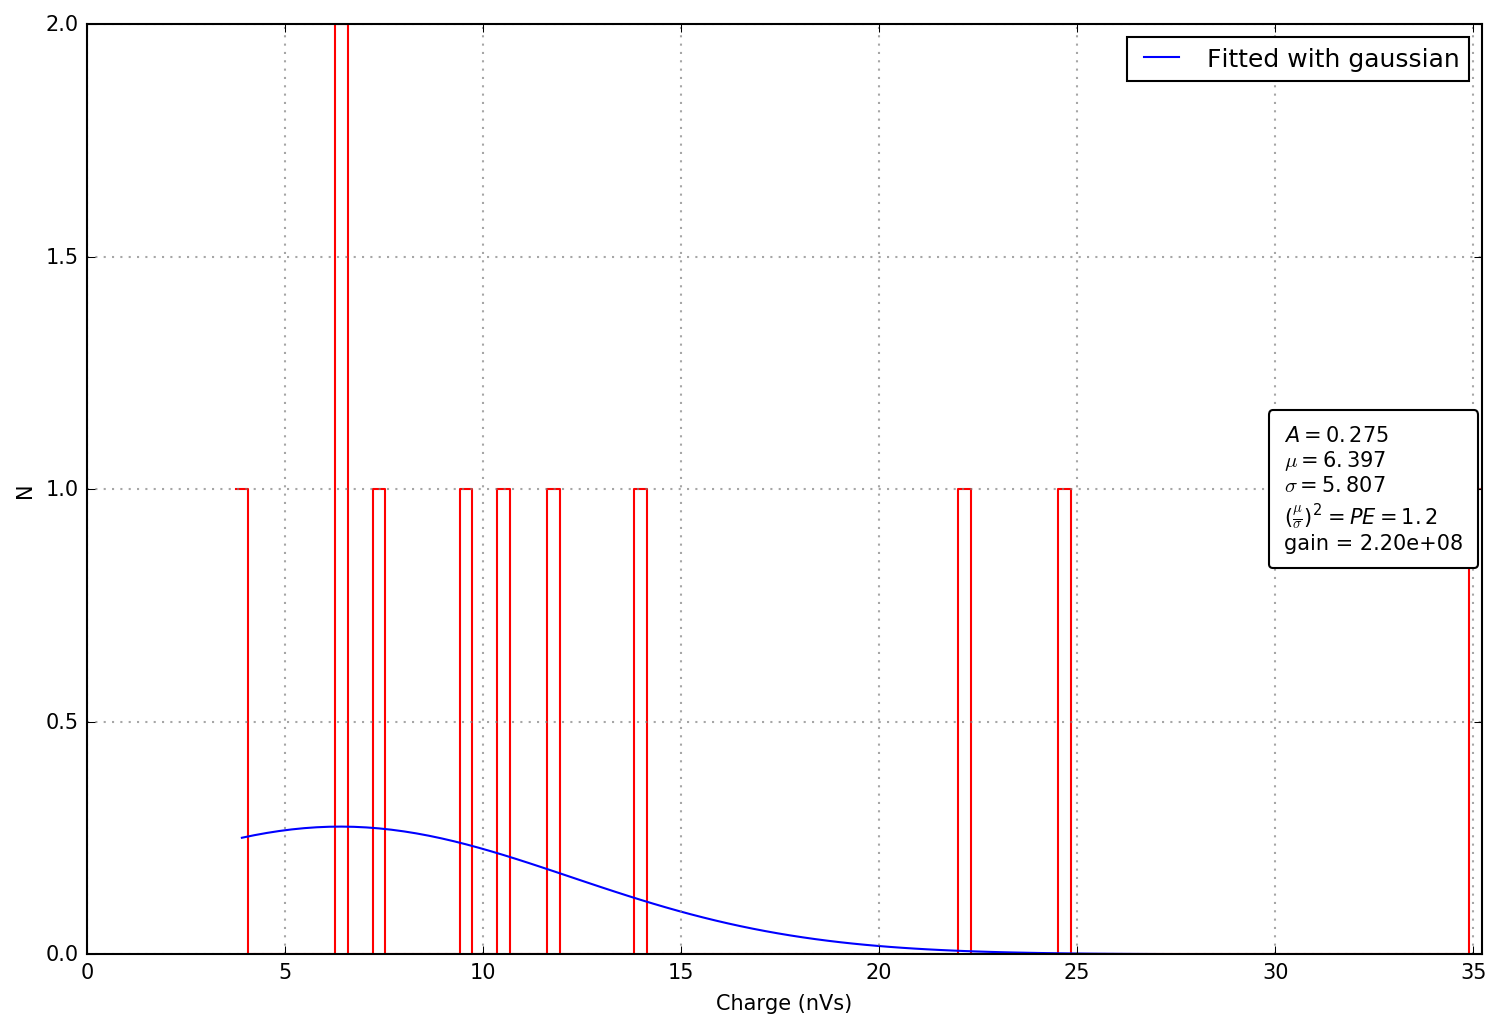 2.0
Fitted with gaussian
1.5
A = 0.275
μ = 6.397
σ = 5.807
(μ/σ)² = PE = 1.2
gain = 2.20e+08
1.0
N
0.5
0.0
0 5 10 15 20 25 30 35
Charge (nVs)